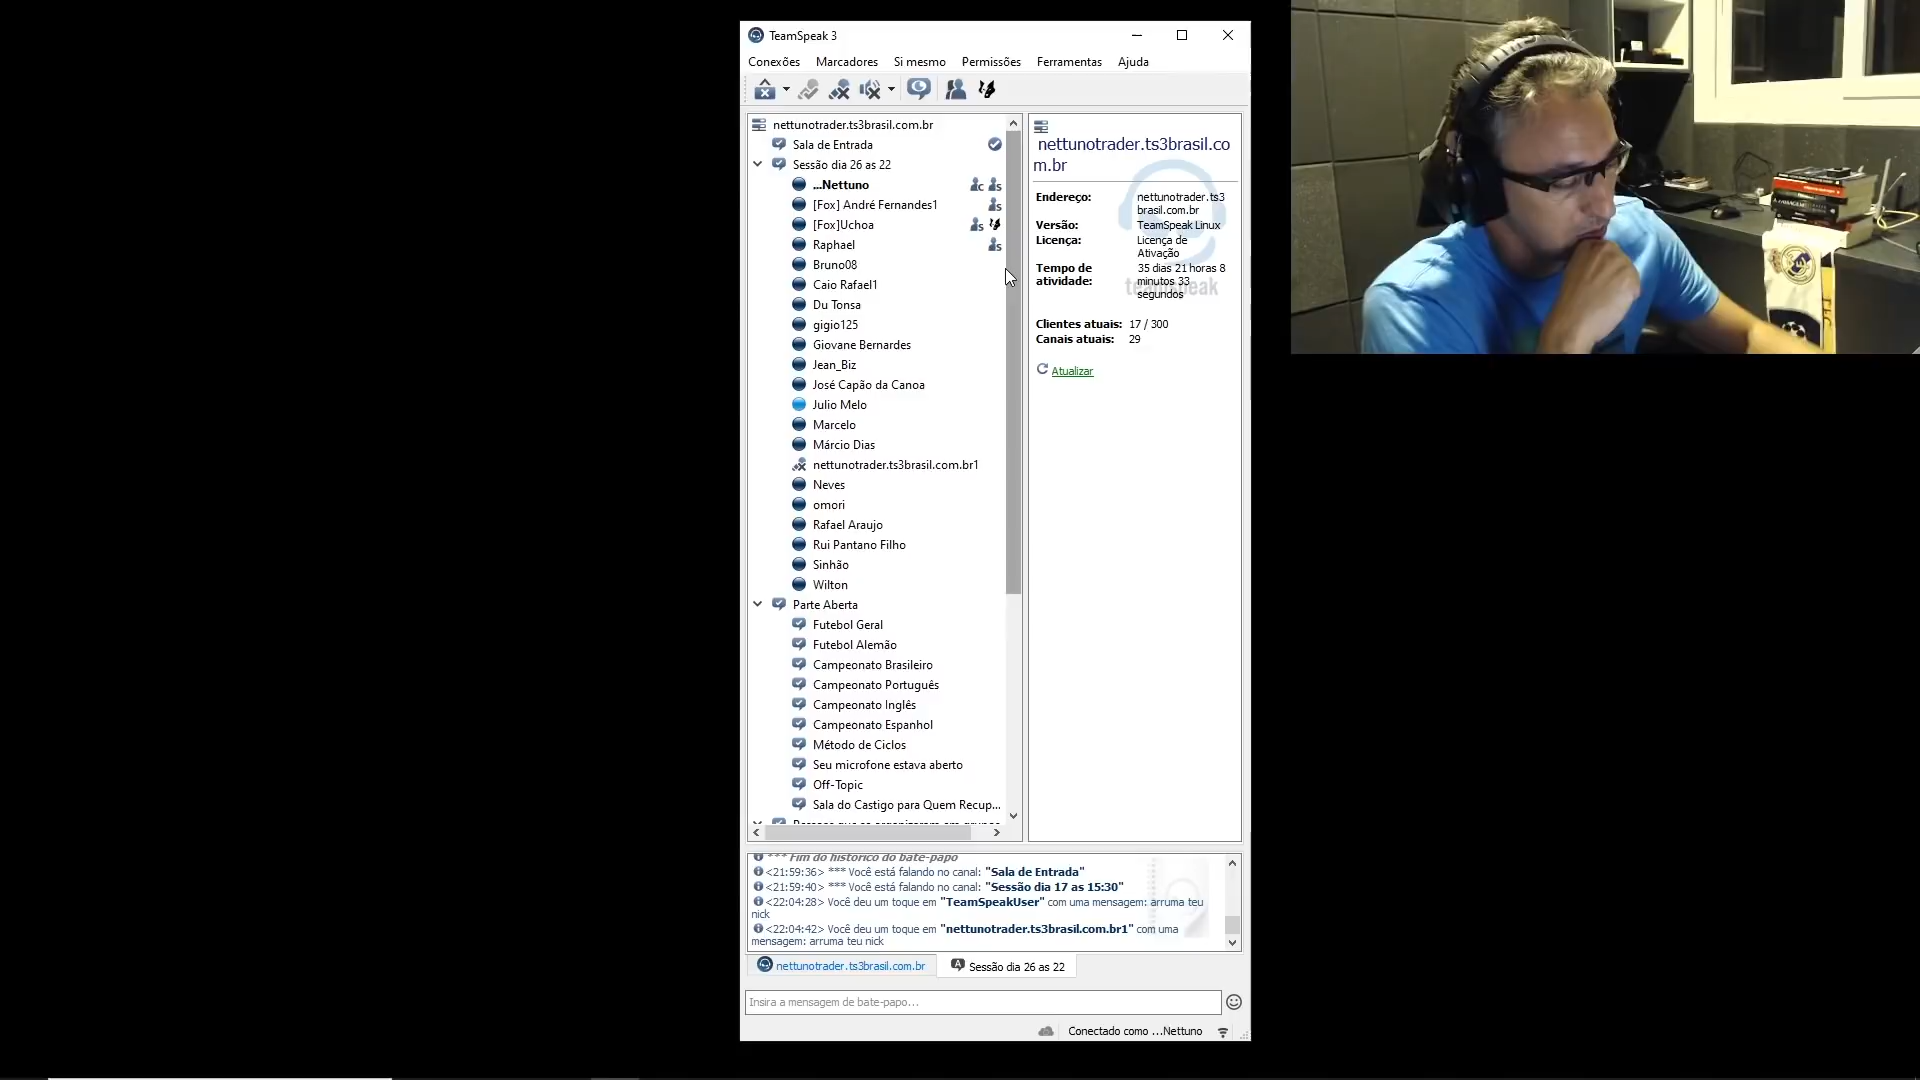 TeamSpeak 3
Conexões Marcadores Si mesmo Permissões Ferramentas Ajuda
nettunotrader.ts3brasil.com.br
Sala de Entrada
Sessão dia 26 as 22
...Nettuno
[Fox] André Fernandes1
[Fox]Uchoa
Raphael
Bruno08
Caio Rafael1
Du Tonsa
gigio125
Giovane Bernardes
Jean_Biz
José Capão da Canoa
Julio Melo
Marcelo
Márcio Dias
nettunotrader.ts3brasil.com.br1
Neves
omori
Rafael Araujo
Rui Pantano Filho
Sinhão
Wilton
Parte Aberta
Futebol Geral
Futebol Alemão
Campeonato Brasileiro
Campeonato Português
Campeonato Inglês
Campeonato Espanhol
Método de Ciclos
Seu microfone estava aberto
Off-Topic
Sala do Castigo para Quem Recup...
nettunotrader.ts3brasil.co
m.br
Endereço: nettunotrader.ts3
brasil.com.br
Versão: TeamSpeak Linux
Licença: Licença de
Ativação
Tempo de 35 dias 21 horas 8
atividade: minutos 33
segundos
teamspeak
Clientes atuais: 17 / 300
Canais atuais: 29
Atualizar
*** Fim do histórico do bate-papo
<21:59:36> *** Você está falando no canal: "Sala de Entrada"
<21:59:40> *** Você está falando no canal: "Sessão dia 17 as 15:30"
<22:04:28> Você deu um toque em "TeamSpeakUser" com uma mensagem: arruma teu
nick
<22:04:42> Você deu um toque em "nettunotrader.ts3brasil.com.br1" com uma
mensagem: arruma teu nick
nettunotrader.ts3brasil.com.br Sessão dia 26 as 22
Insira a mensagem de bate-papo...
Conectado como ...Nettuno